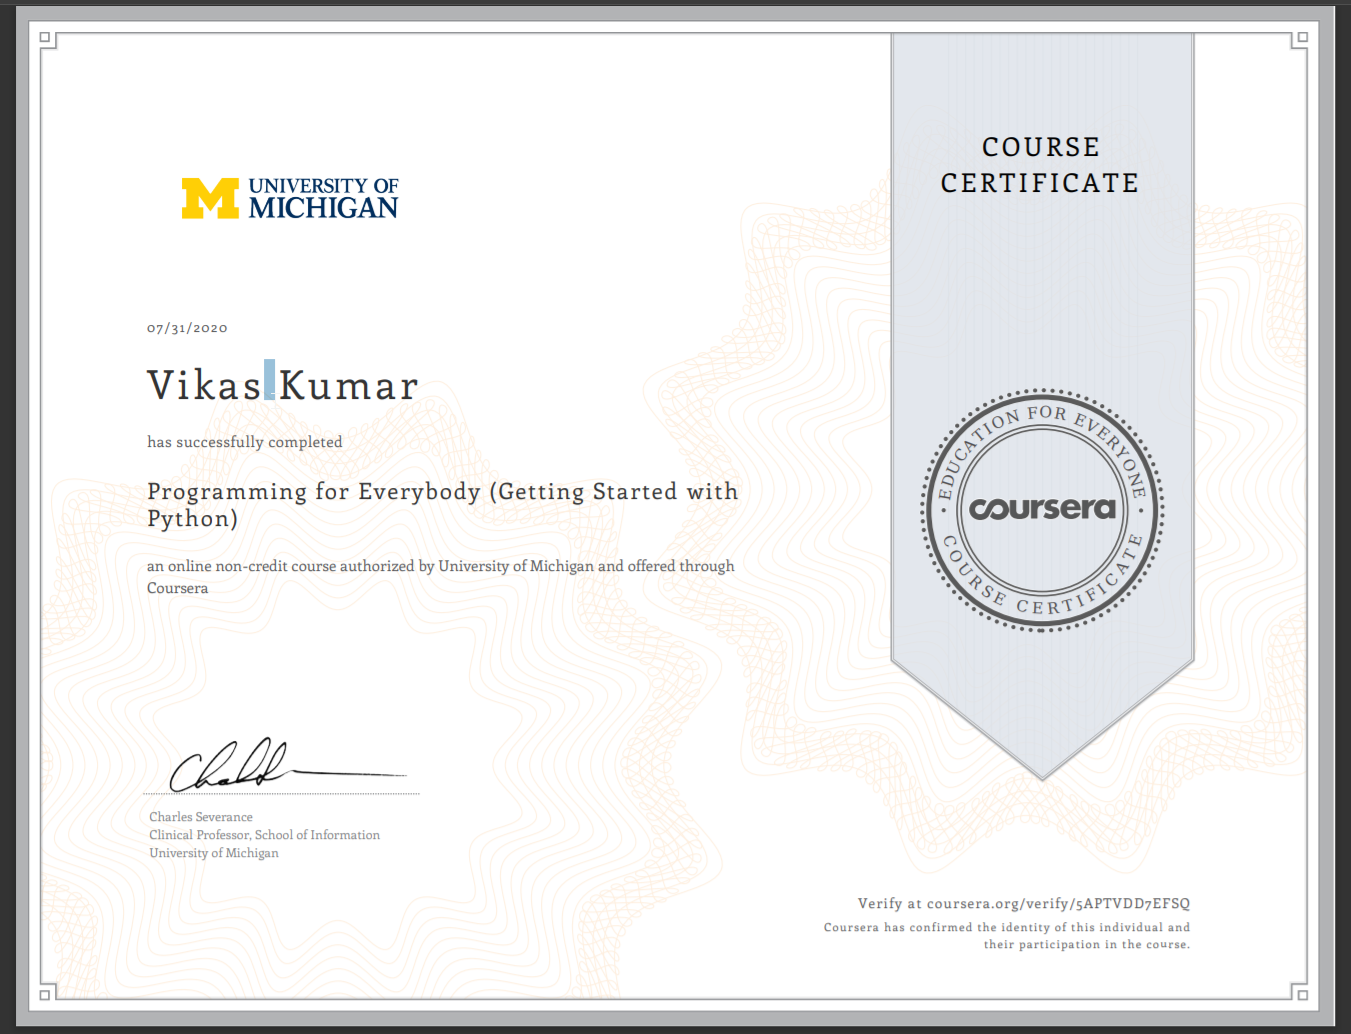 COURSE
CERTIFICATE
UNIVERSITY OF
MICHIGAN
07/31/2020
Vikas Kumar
has successfully completed
Programming for Everybody (Getting Started with
Python)
an online non-credit course authorized by University of Michigan and offered through
Coursera
EDUCATION FOR EVERYONE
coursera
COURSE CERTIFICATE
Charles Severance
Clinical Professor, School of Information
University of Michigan
Verify at coursera.org/verify/5APTVDD7EFSQ
Coursera has confirmed the identity of this individual and
their participation in the course.